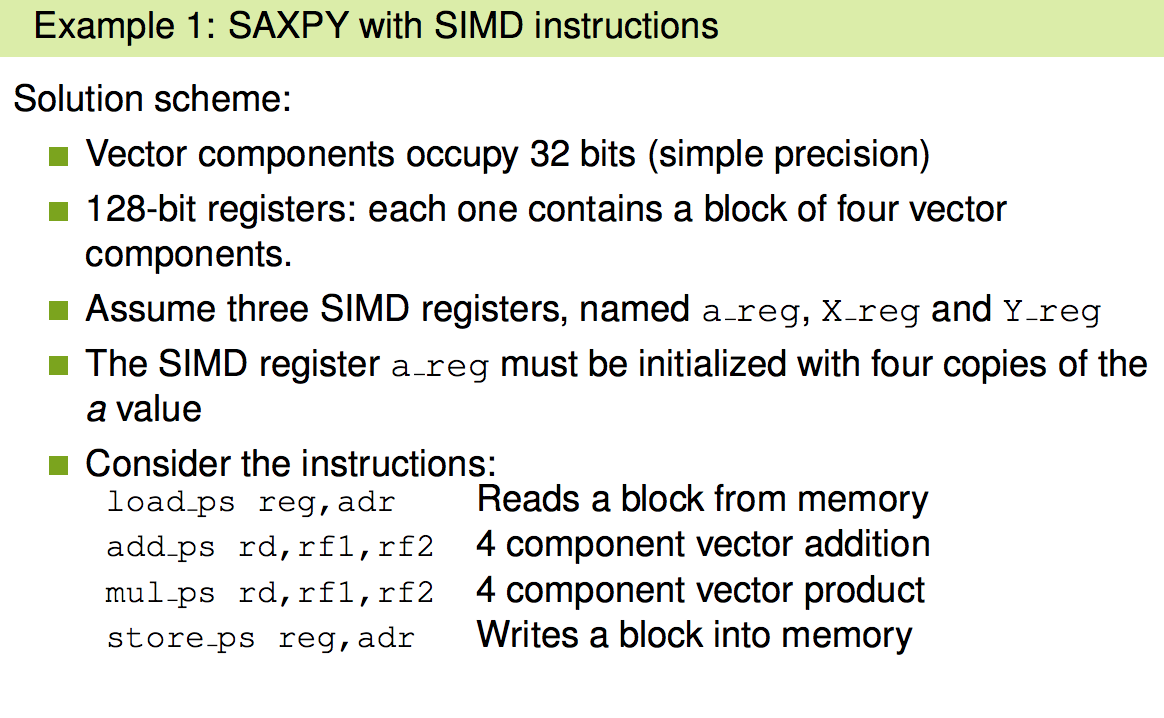 Example 1: SAXPY with SIMD instructions
Solution scheme:
Vector components occupy 32 bits (simple precision)
128-bit registers: each one contains a block of four vector
components.
Assume three SIMD registers, named a_reg, X_reg and Y_reg
The SIMD register a_reg must be initialized with four copies of the
a value
Consider the instructions:
load_ps reg,adr Reads a block from memory
add_ps rd,rf1,rf2 4 component vector addition
mul_ps rd,rf1,rf2 4 component vector product
store_ps reg,adr Writes a block into memory